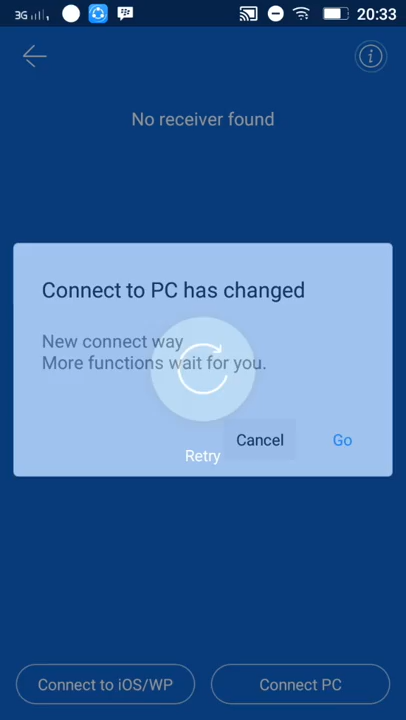 3G
20:33
No receiver found
Connect to PC has changed
New connect way
More functions wait for you.
Cancel
Go
Retry
Connect to iOS/WP
Connect PC